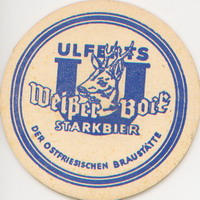 ULFERTS
U
Weißer Bock
STARKBIER
DER OSTFRIESISCHEN BRAUSTÄTTE